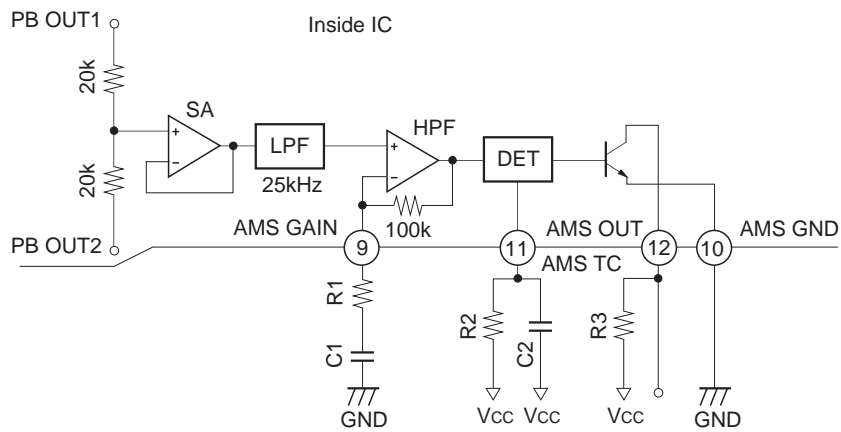 PB OUT1
Inside IC
20k
SA
HPF
+
−
LPF
+
−
DET
25kHz
20k
100k
PB OUT2
AMS GAIN
AMS OUT
AMS GND
9
11
12
10
AMS TC
R1
R2
C2
R3
C1
GND
VCC
VCC
VCC
GND